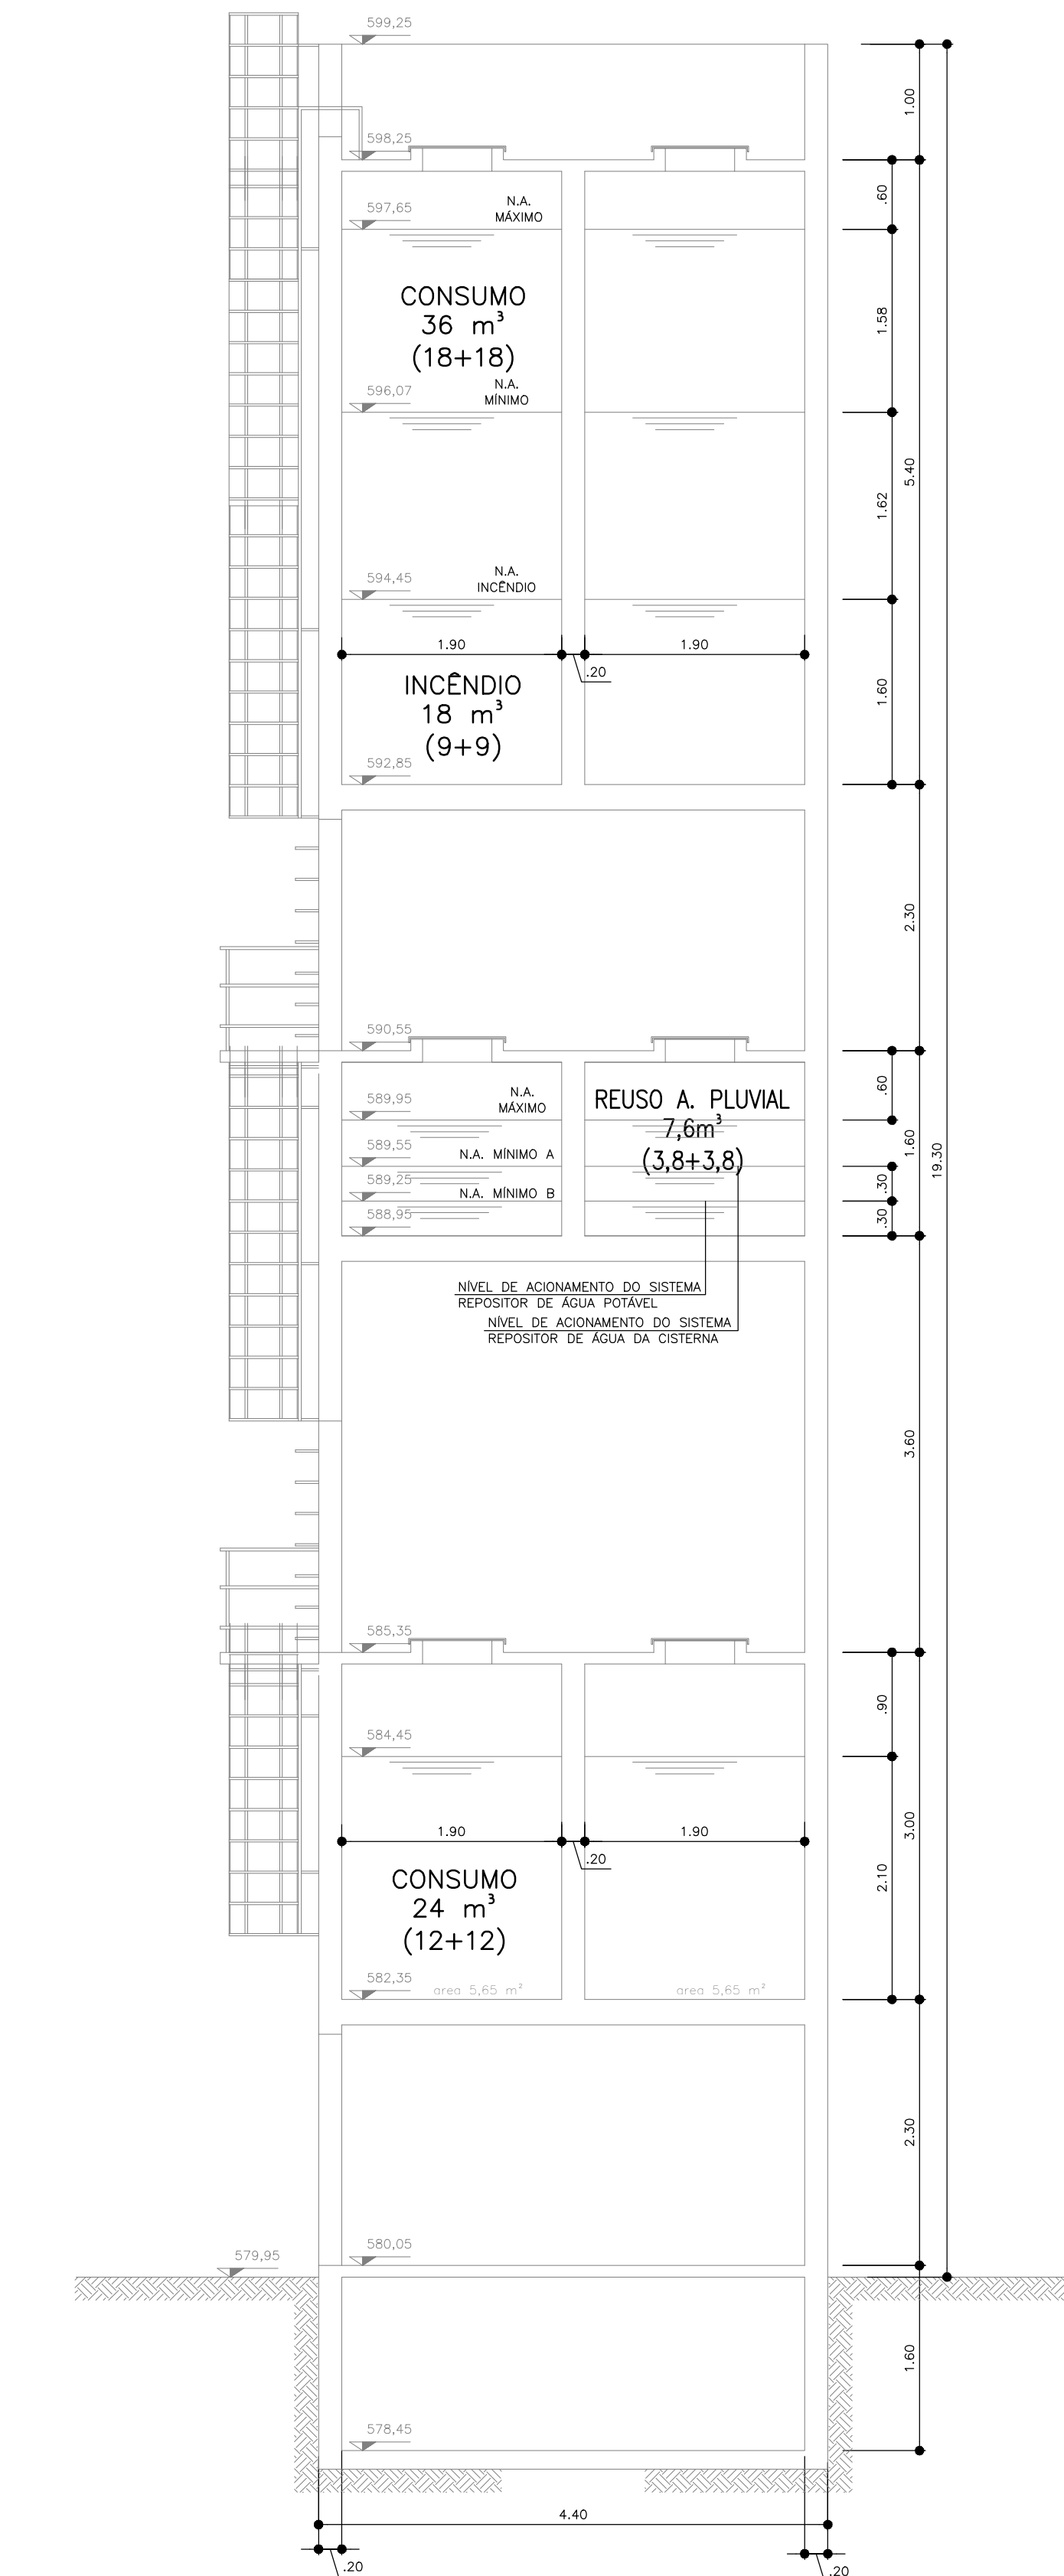 599,25
1.00
598,25
.60
597,65
N.A.
MÁXIMO
CONSUMO
36 m³
(18+18)
1.58
596,07
N.A.
MÍNIMO
5.40
1.62
594,45
N.A.
INCÊNDIO
1.90
.20
1.90
INCÊNDIO
18 m³
(9+9)
1.60
592,85
2.30
590,55
.60
589,95
N.A.
MÁXIMO
REUSO A. PLUVIAL
7,6m³
(3,8+3,8)
1.60
19.30
589,55
N.A. MÍNIMO A
.30
589,25
N.A. MÍNIMO B
588,95
.30
NÍVEL DE ACIONAMENTO DO SISTEMA
REPOSITOR DE ÁGUA POTÁVEL
NÍVEL DE ACIONAMENTO DO SISTEMA
REPOSITOR DE ÁGUA DA CISTERNA
3.60
585,35
.90
584,45
1.90
.20
1.90
3.00
CONSUMO
24 m³
(12+12)
2.10
582,35
area 5,65 m²
area 5,65 m²
2.30
580,05
579,95
1.60
578,45
4.40
.20
.20